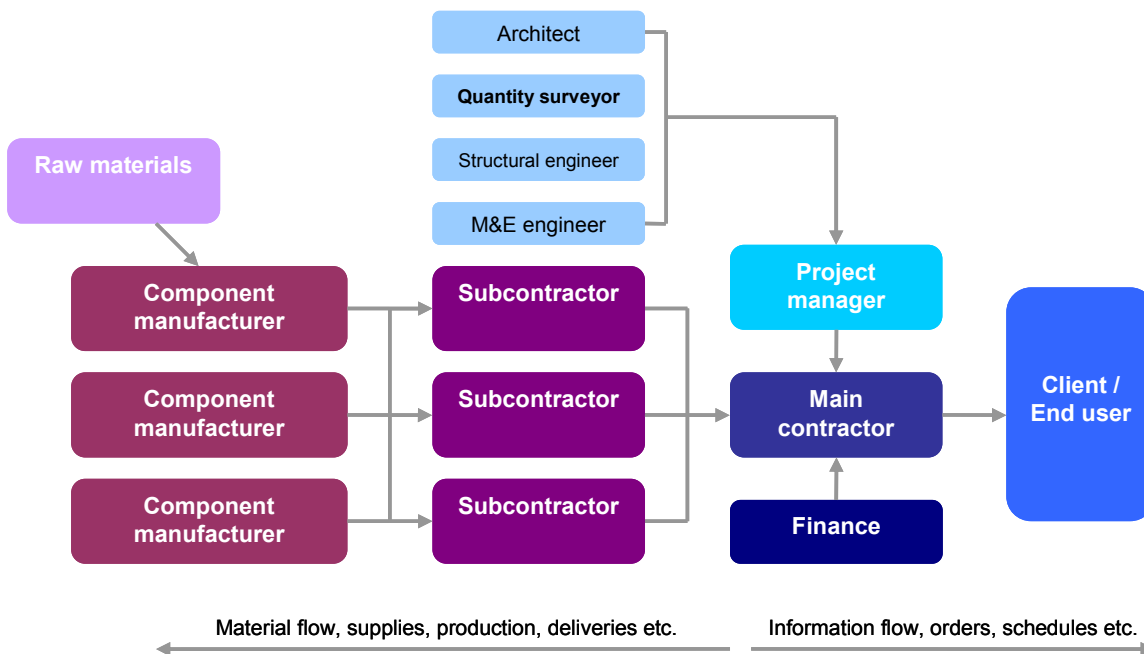 Architect
Quantity surveyor
Structural engineer
M&E engineer
Raw materials
Component
manufacturer
Subcontractor
Project
manager
Component
manufacturer
Subcontractor
Main
contractor
Client /
End user
Component
manufacturer
Subcontractor
Finance
Material flow, supplies, production, deliveries etc.
Information flow, orders, schedules etc.